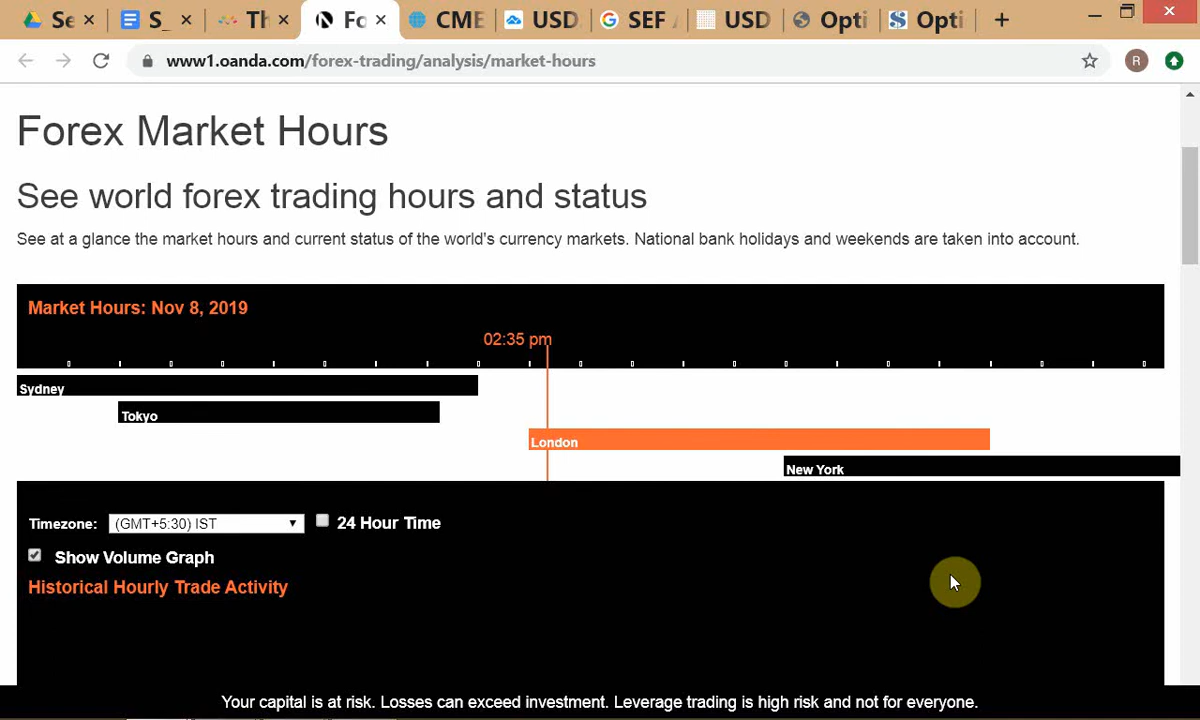 Se
S_
Th
Fo
CME
USD
SEF
USD
Opti
Opti
www1.oanda.com/forex-trading/analysis/market-hours
R
Forex Market Hours
See world forex trading hours and status
See at a glance the market hours and current status of the world's currency markets. National bank holidays and weekends are taken into account.
Market Hours: Nov 8, 2019
02:35 pm
Sydney
Tokyo
London
New York
Timezone: (GMT+5:30) IST 24 Hour Time
Show Volume Graph
Historical Hourly Trade Activity
Your capital is at risk. Losses can exceed investment. Leverage trading is high risk and not for everyone.